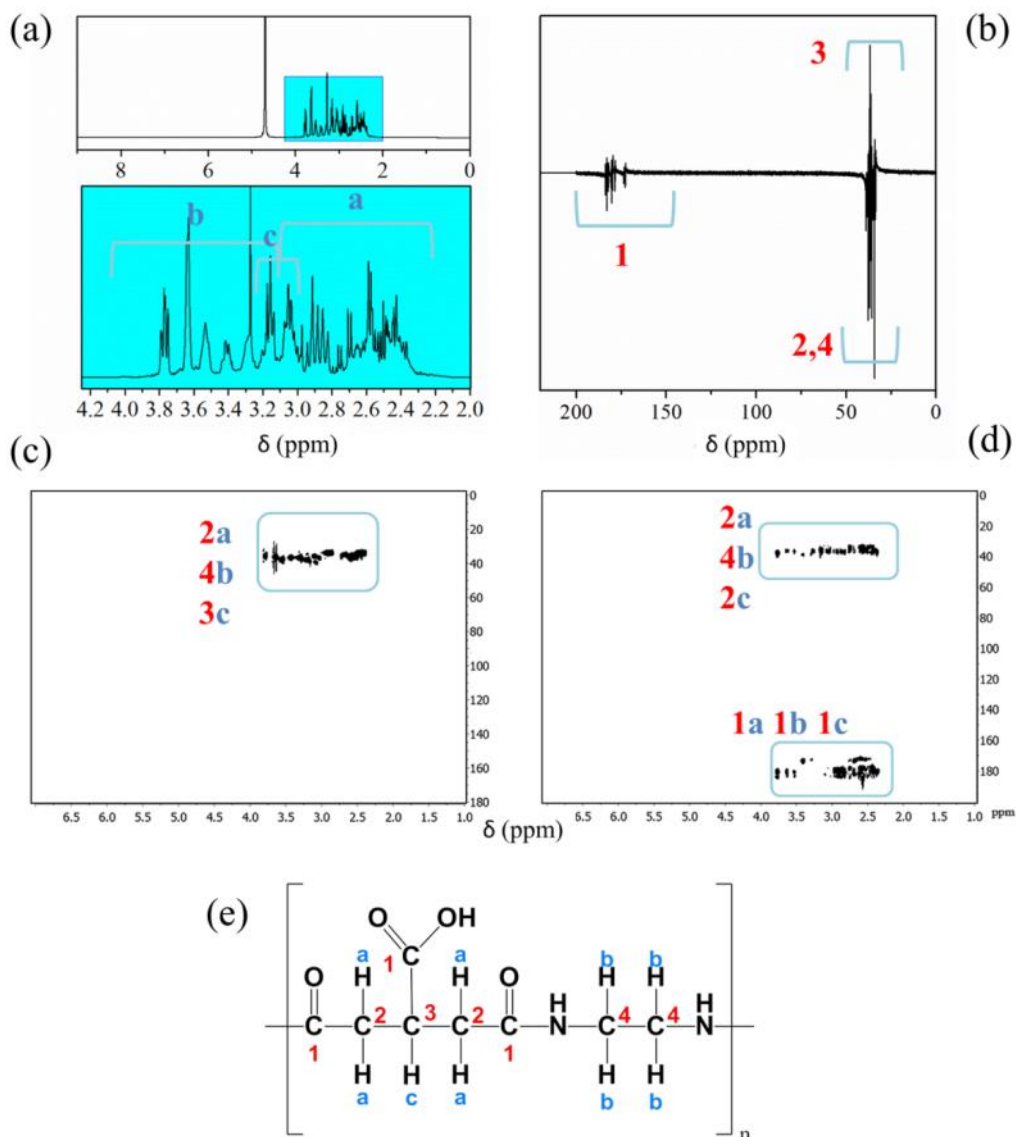 (a)
8 6 4 2 0
a
b
c
4.2 4.0 3.8 3.6 3.4 3.2 3.0 2.8 2.6 2.4 2.2 2.0
δ (ppm)
(b)
3
1
2,4
200 150 100 50 0
δ (ppm)
(c)
2a
4b
3c
0
20
40
60
80
100
120
140
160
180
6.5 6.0 5.5 5.0 4.5 4.0 3.5 3.0 2.5 2.0 1.5 1.0
δ (ppm)
(d)
2a
4b
2c
1a 1b 1c
0
20
40
60
80
100
120
140
160
180
6.5 6.0 5.5 5.0 4.5 4.0 3.5 3.0 2.5 2.0 1.5 1.0 ppm
(e)
O OH
a 1 C a b b
O H H O H H H H
C C 2 C 3 C 2 C N C 4 C 4 N
1 1
H H H H H
a c a b b
n